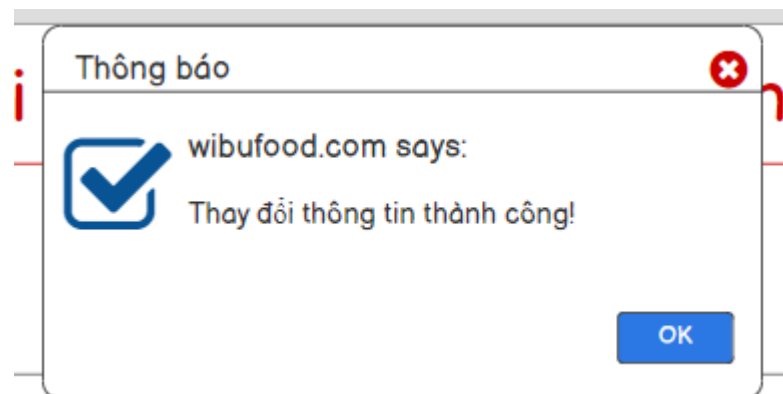 Thông báo
wibufood.com says:
Thay đổi thông tin thành công!
OK